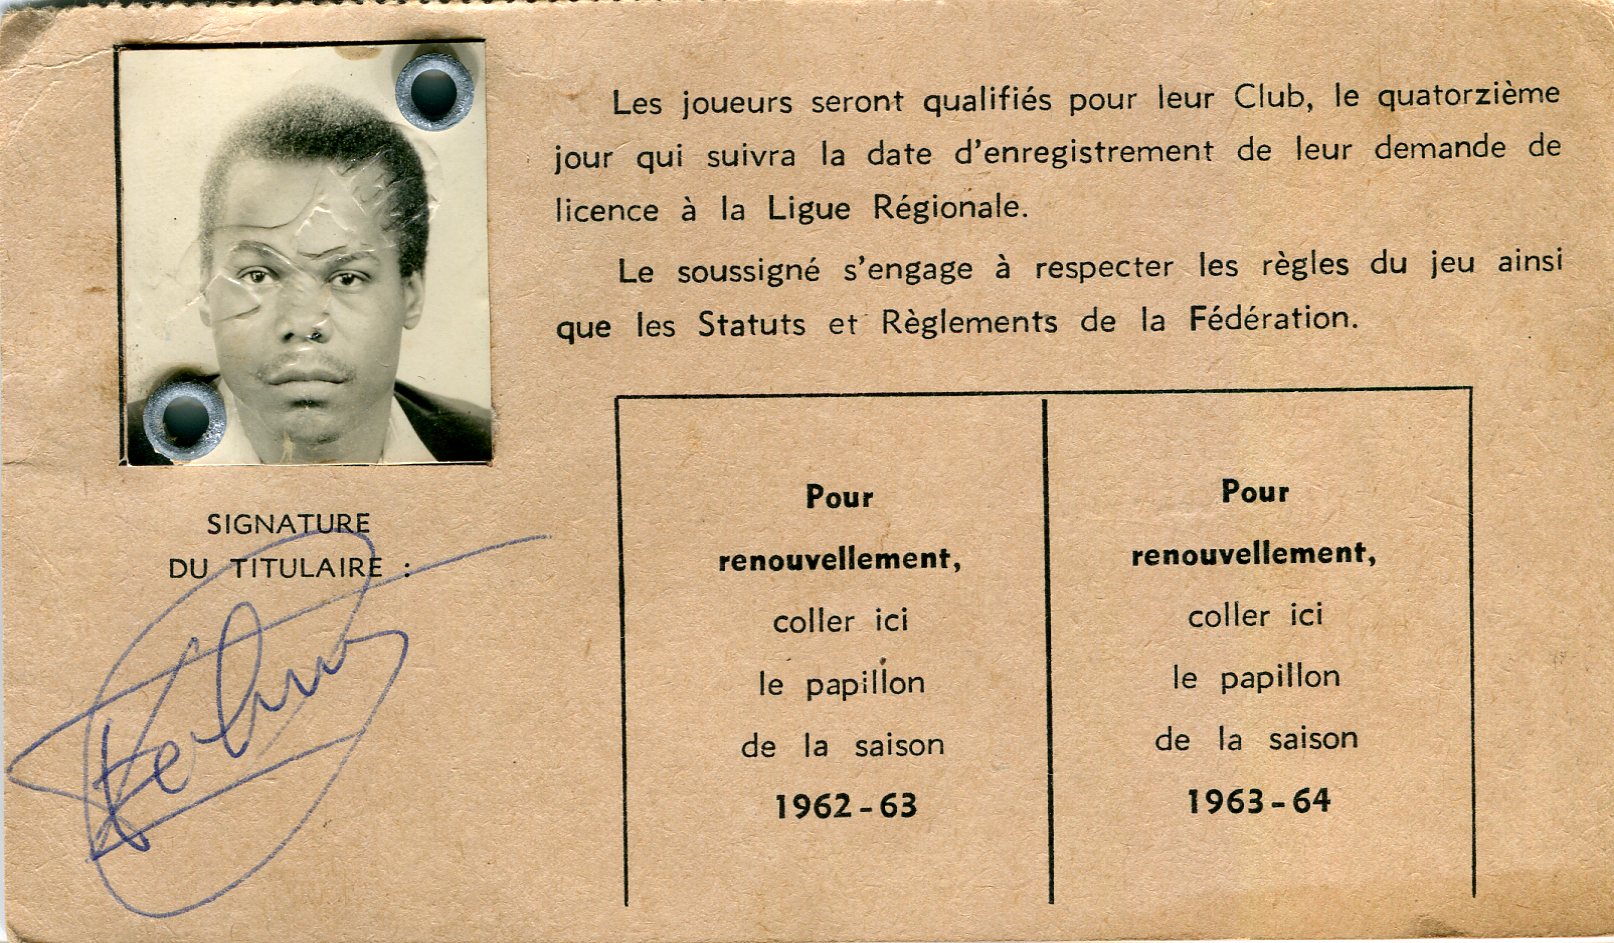 Les joueurs seront qualifiés pour leur Club, le quatorzième
jour qui suivra la date d'enregistrement de leur demande de
licence à la Ligue Régionale.
Le soussigné s'engage à respecter les règles du jeu ainsi
que les Statuts et Règlements de la Fédération.
SIGNATURE
DU TITULAIRE :
Pour
renouvellement,
coller ici
le papillon
de la saison
1962-63
Pour
renouvellement,
coller ici
le papillon
de la saison
1963-64